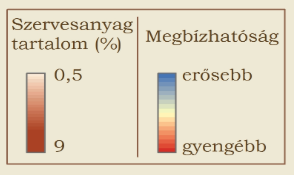 Szervesanyag
tartalom (%)
0,5
9
Megbízhatóság
erősebb
gyengébb